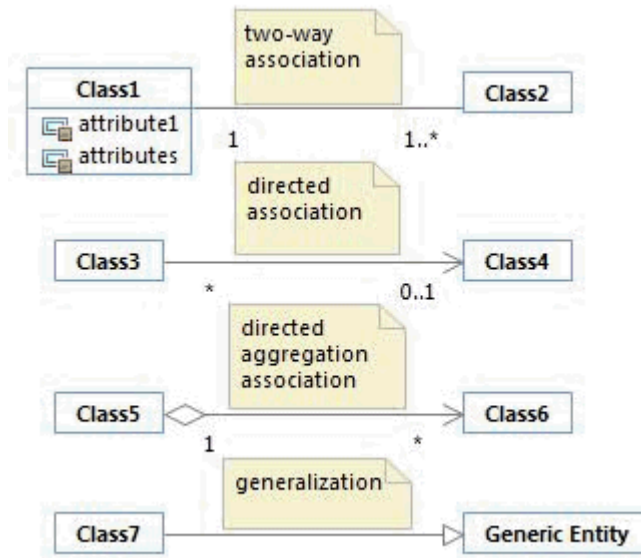 two-way
association
Class1
attribute1
attributes
Class2
1
1..*
directed
association
Class3
Class4
*
0..1
directed
aggregation
association
Class5
Class6
1
*
generalization
Class7
Generic Entity